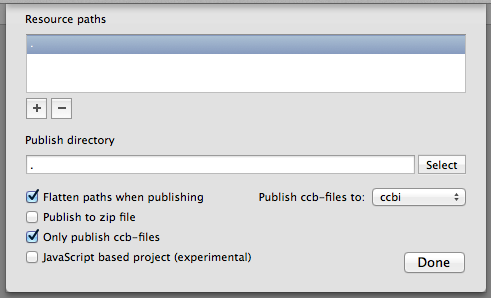 Resource paths
.
+ −
Publish directory
. Select
Flatten paths when publishing Publish ccb-files to: ccbi
Publish to zip file
Only publish ccb-files
JavaScript based project (experimental)
Done